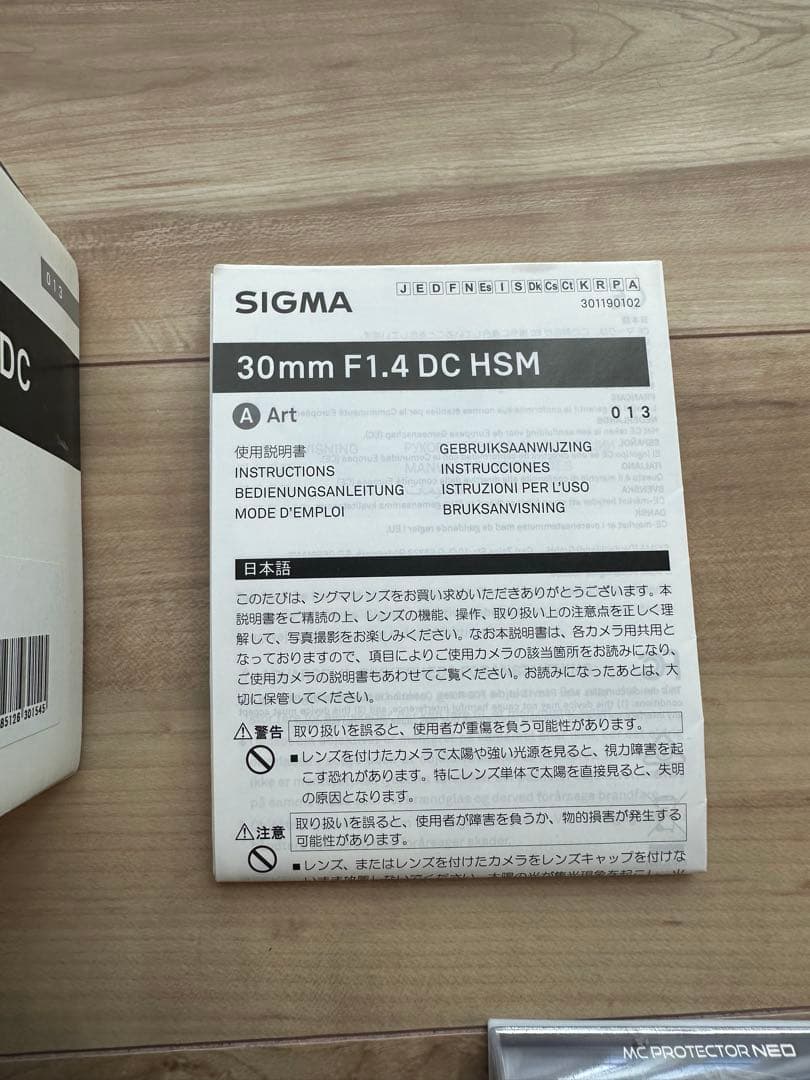 013
DC
85126 301545
SIGMA
J E D F N Es I S Dk Cs Ct K R P A
301190102
30mm F1.4 DC HSM
A Art
013
使用説明書
INSTRUCTIONS
BEDIENUNGSANLEITUNG
MODE D'EMPLOI
GEBRUIKSAANWIJZING
INSTRUCCIONES
ISTRUZIONI PER L'USO
BRUKSANVISNING
日本語
このたびは、シグマレンズをお買い求めいただきありがとうございます。本
説明書をご精読の上、レンズの機能、操作、取り扱い上の注意点を正しく理
解して、写真撮影をお楽しみください。なお本説明書は、各カメラ用共用と
なっておりますので、項目によりご使用カメラの該当箇所をお読みになり、
ご使用カメラの説明書もあわせてご覧ください。お読みになったあとは、大
切に保管してください。
⚠警告 取り扱いを誤ると、使用者が重傷を負う可能性があります。
■レンズを付けたカメラで太陽や強い光源を見ると、視力障害を起
こす恐れがあります。特にレンズ単体で太陽を直接見ると、失明
の原因となります。
⚠注意 取り扱いを誤ると、使用者が障害を負うか、物的損害が発生する
可能性があります。
■レンズ、またはレンズを付けたカメラをレンズキャップを付けな
MC PROTECTOR NEO